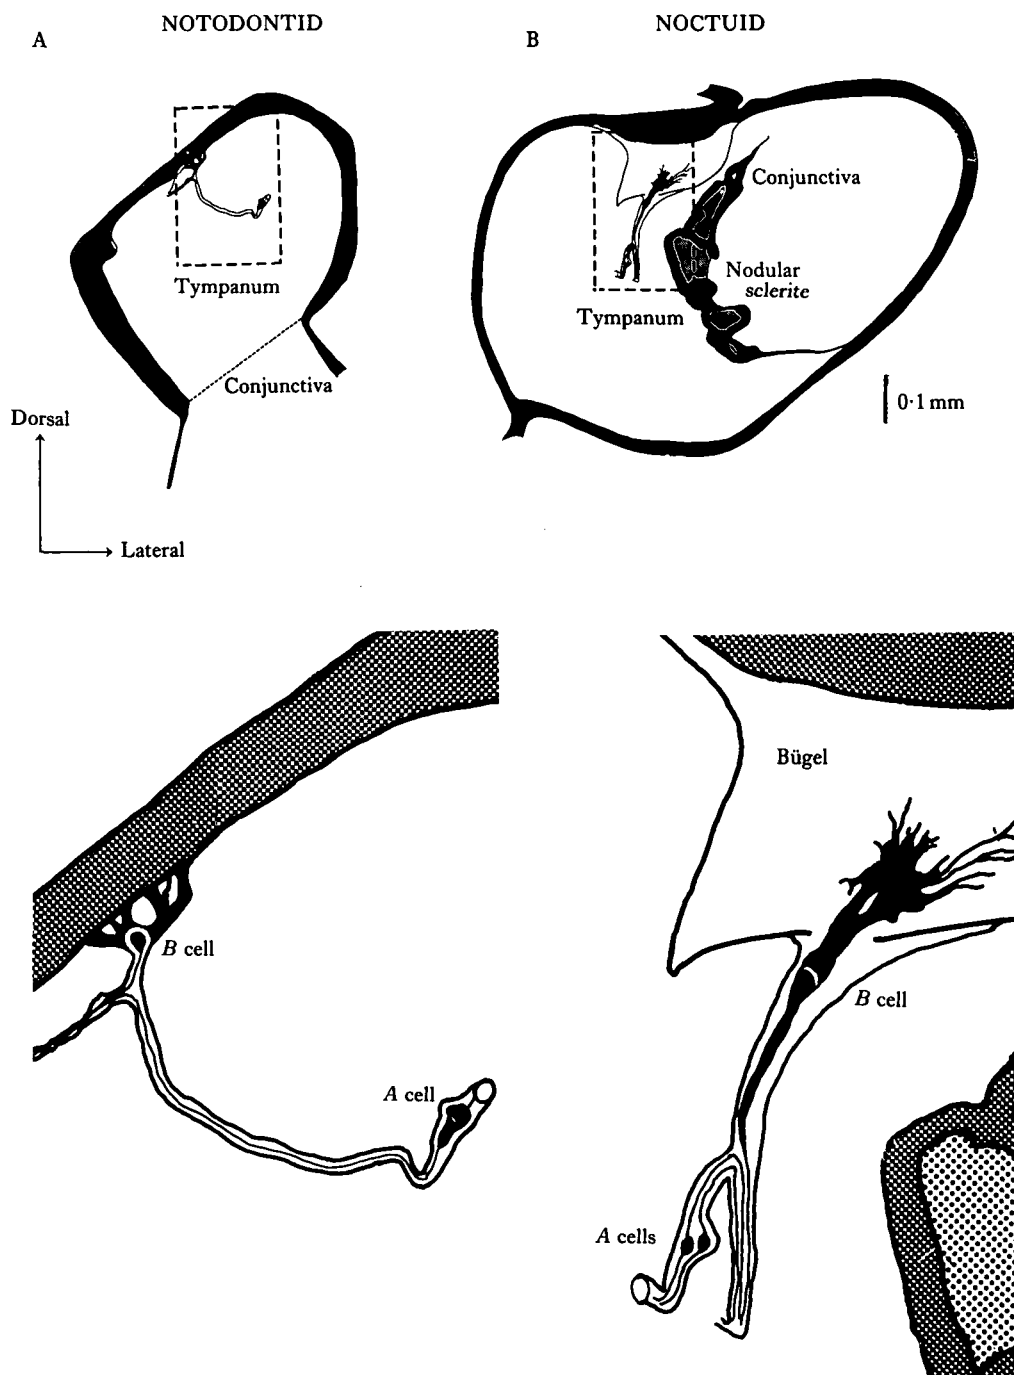 NOTODONTID
NOCTUID
A
B
Conjunctiva
Nodular
sclerite
Tympanum
Tympanum
Conjunctiva
0·1 mm
Dorsal
Lateral
Bügel
B cell
B cell
A cell
A cells